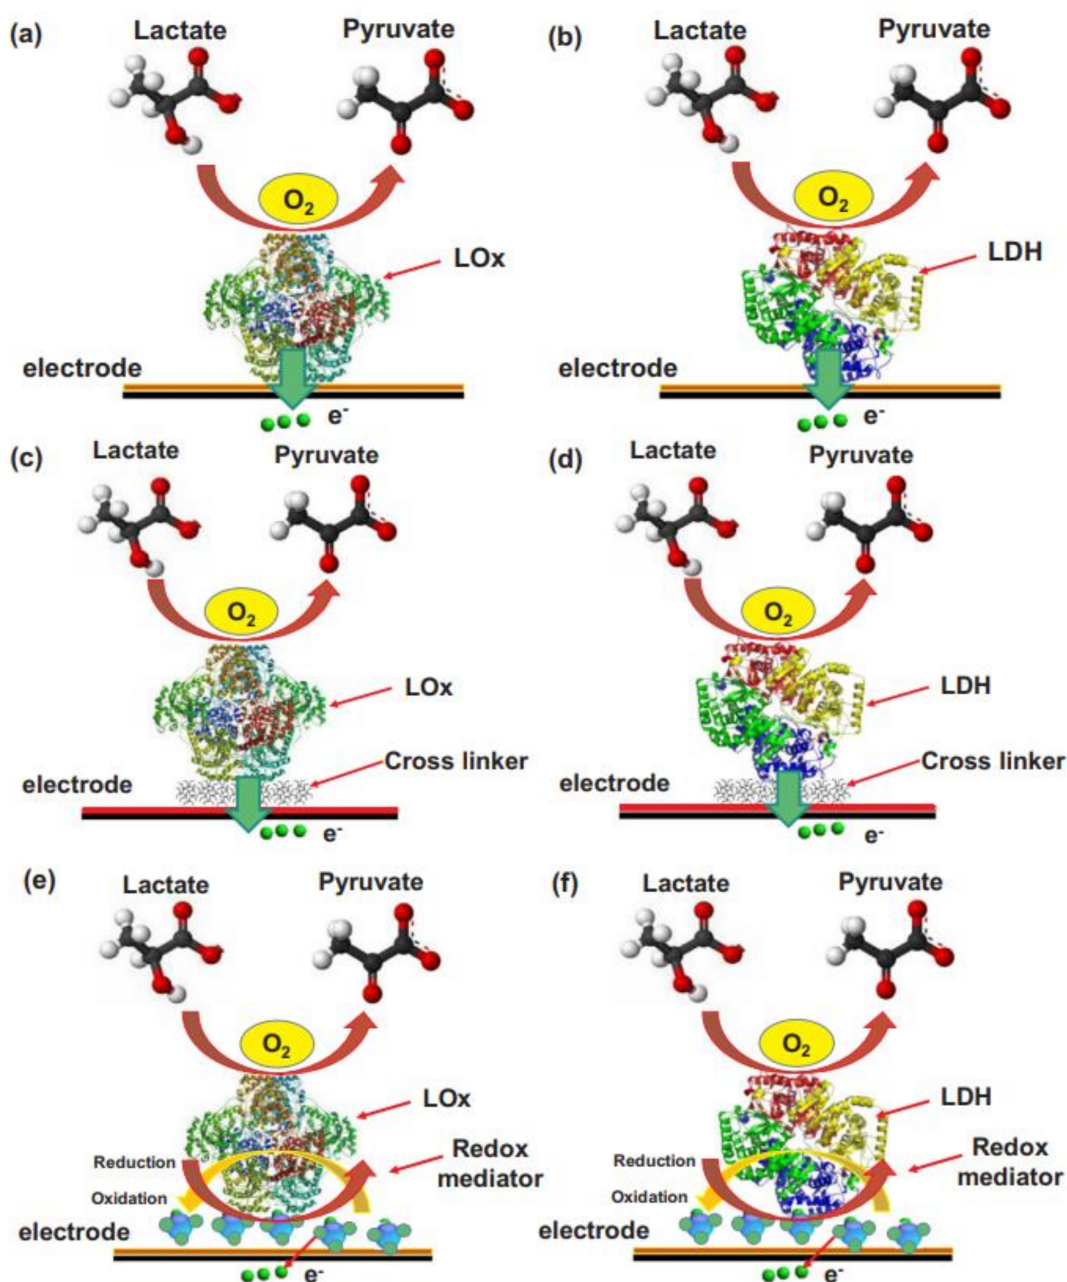 (a)
Lactate
Pyruvate
O2
LOx
electrode
e-
(b)
Lactate
Pyruvate
O2
LDH
electrode
e-
(c)
Lactate
Pyruvate
O2
LOx
Cross linker
electrode
e-
(d)
Lactate
Pyruvate
O2
LDH
Cross linker
electrode
e-
(e)
Lactate
Pyruvate
O2
LOx
Reduction
Redox
mediator
Oxidation
electrode
e-
(f)
Lactate
Pyruvate
O2
LDH
Reduction
Redox
mediator
Oxidation
electrode
e-